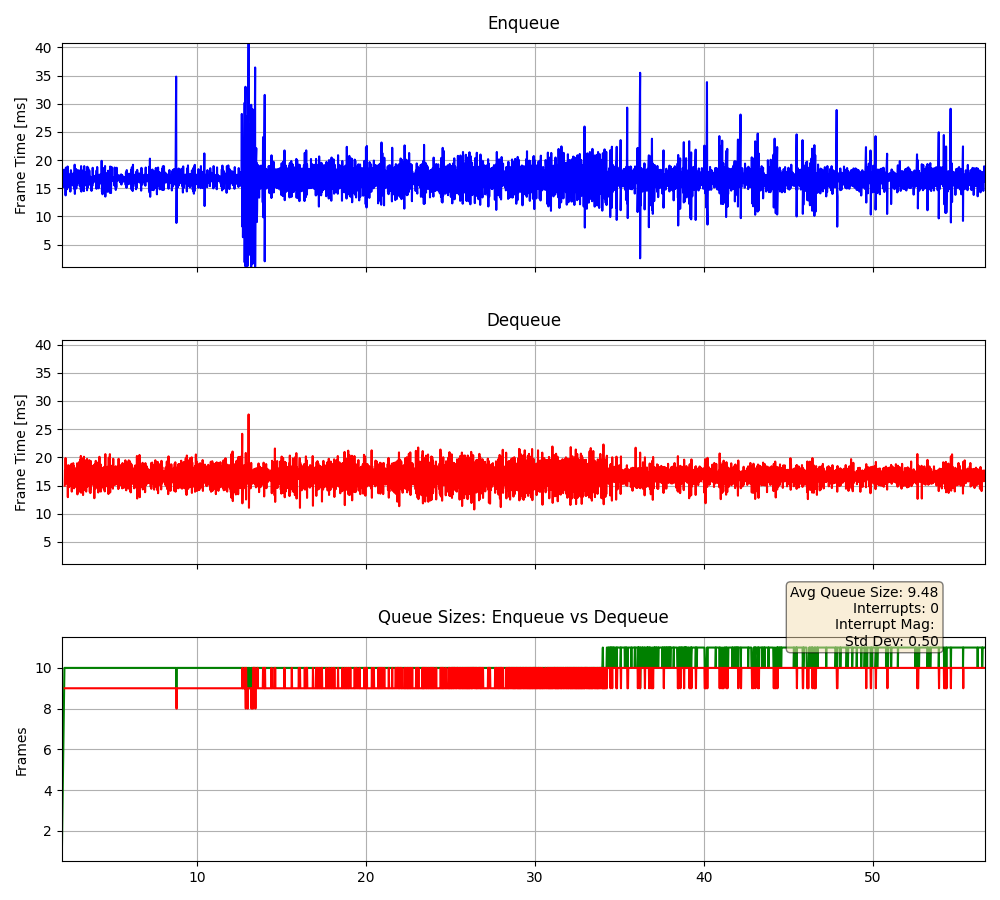 Enqueue
40
35
30
25
20
15
10
5
Frame Time [ms]
Dequeue
40
35
30
25
20
15
10
5
Frame Time [ms]
Avg Queue Size: 9.48
Interrupts: 0
Interrupt Mag:
Std Dev: 0.50
Queue Sizes: Enqueue vs Dequeue
10
8
6
4
2
Frames
10 20 30 40 50